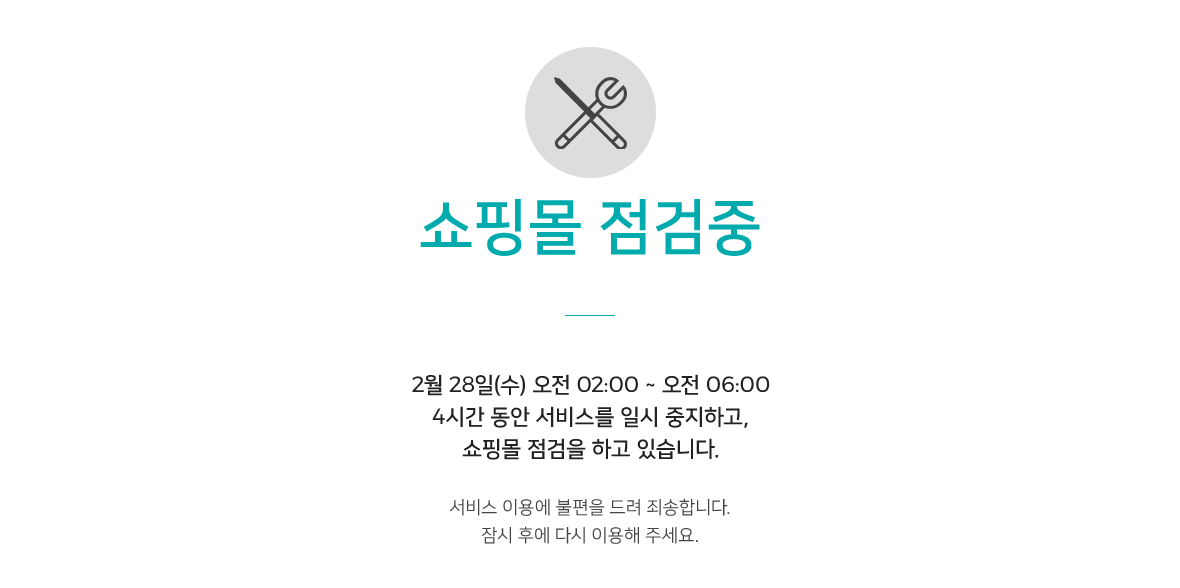 쇼핑몰 점검중
2월 28일(수) 오전 02:00 ~ 오전 06:00
4시간 동안 서비스를 일시 중지하고,
쇼핑몰 점검을 하고 있습니다.
서비스 이용에 불편을 드려 죄송합니다.
잠시 후에 다시 이용해 주세요.